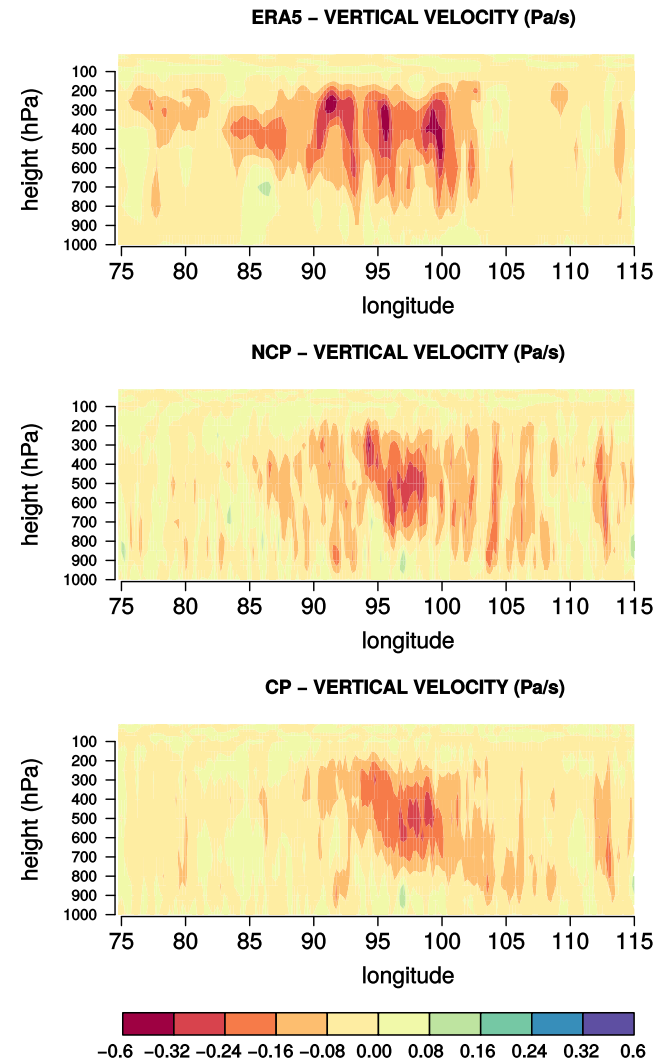 ERA5 − VERTICAL VELOCITY (Pa/s)
height (hPa)
100
200
300
400
500
600
700
800
900
1000
75 80 85 90 95 100 105 110 115
longitude
NCP − VERTICAL VELOCITY (Pa/s)
height (hPa)
100
200
300
400
500
600
700
800
900
1000
75 80 85 90 95 100 105 110 115
longitude
CP − VERTICAL VELOCITY (Pa/s)
height (hPa)
100
200
300
400
500
600
700
800
900
1000
75 80 85 90 95 100 105 110 115
longitude
−0.6 −0.32 −0.24 −0.16 −0.08 0.00 0.08 0.16 0.24 0.32 0.6